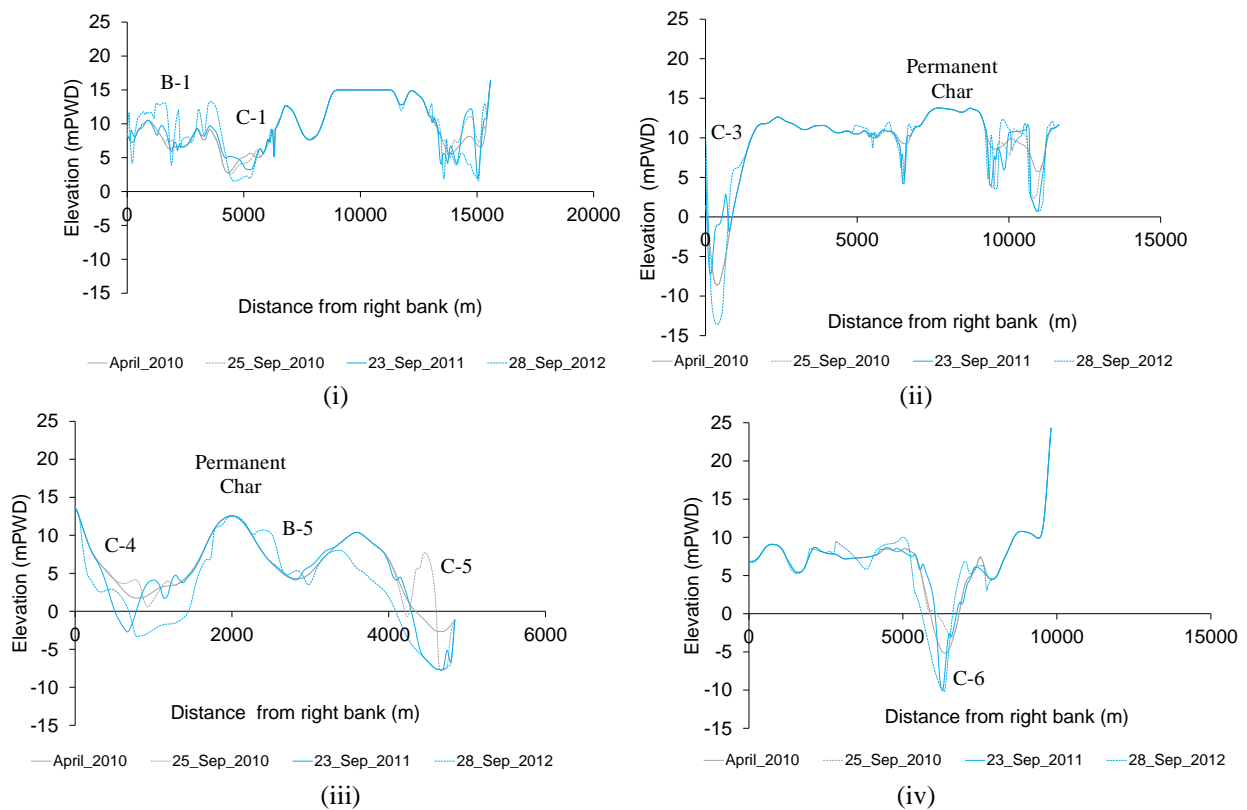 25
20
15
10
5
0
-5
-10
-15
Elevation (mPWD)
B-1
C-1
0 5000 10000 15000 20000
Distance from right bank (m)
April_2010 25_Sep_2010 23_Sep_2011 28_Sep_2012
(i)
25
20
15
10
5
0
-5
-10
-15
Elevation (mPWD)
Permanent
Char
C-3
0 5000 10000 15000
Distance from right bank (m)
April_2010 25_Sep_2010 23_Sep_2011 28_Sep_2012
(ii)
25
20
15
10
5
0
-5
-10
-15
Elevation (mPWD)
Permanent
Char
C-4
B-5
C-5
0 2000 4000 6000
Distance from right bank (m)
April_2010 25_Sep_2010 23_Sep_2011 28_Sep_2012
(iii)
25
20
15
10
5
0
-5
-10
-15
Elevation (mPWD)
0 5000 10000 15000
C-6
Distance from right bank (m)
April_2010 25_Sep_2010 23_Sep_2011 28_Sep_2012
(iv)